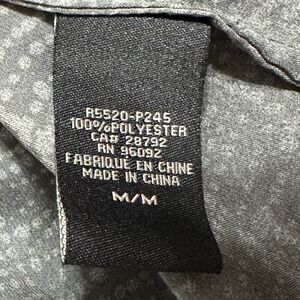 R5520-P245
100%POLYESTER
CA# 28792
RN 96092
FABRIQUE EN CHINE
MADE IN CHINA
M/M